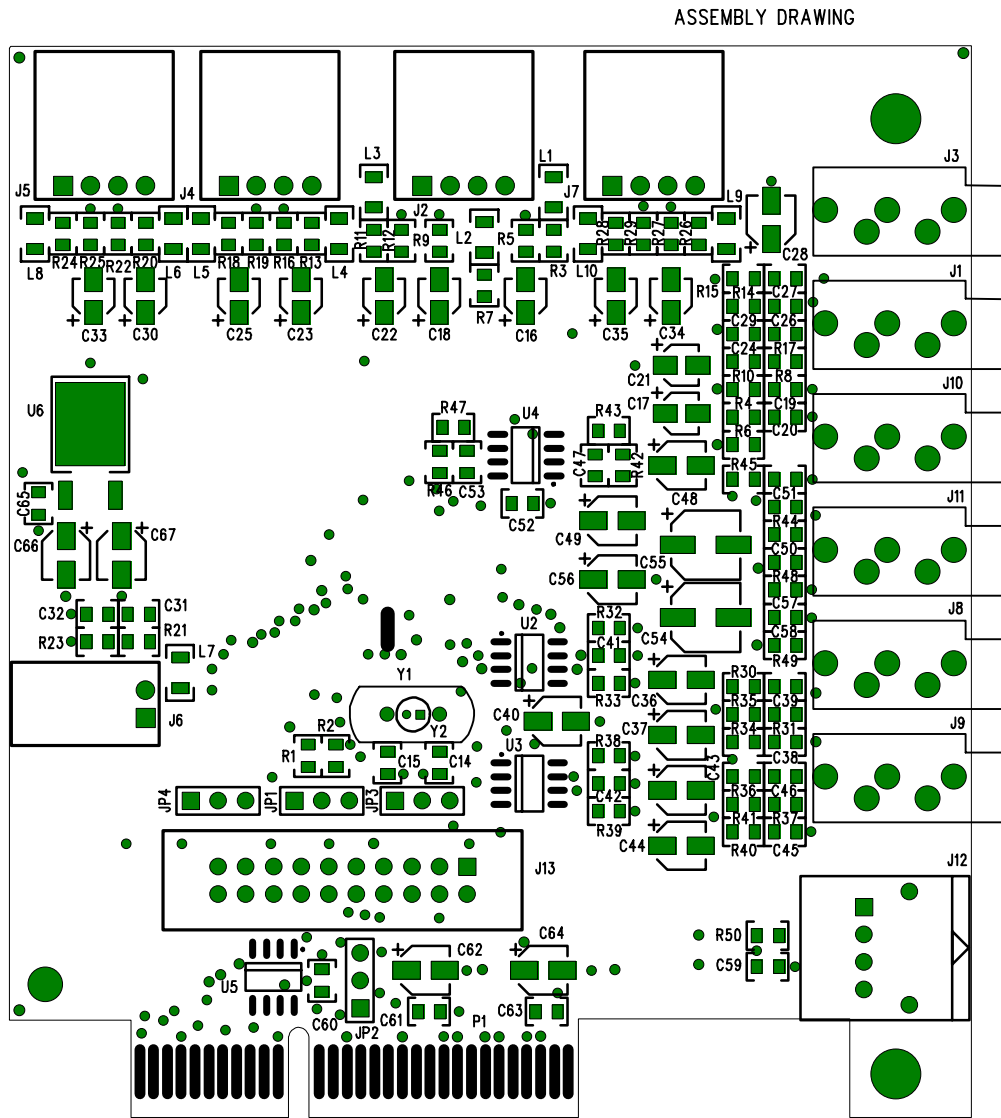 ASSEMBLY DRAWING
L3 L1 J3
J5 J4 J2 J7 L9
R11 R12 R9 L2 R5 R28 R29 R27 R26
L8 R24 R25 R22 R20 L6 L5 R18 R19 R16 R13 L4 R3 L10 C28
J1
R15 R14 C27
+ C33 + C30 + C25 + C23 + C22 + C18 R7 + C16 + C35 + C34 C29 C26
C24 R17
+ C21 R10 R8
U6 J10
+ C17 R4 C19
R47 U4 R43 R6 C20
R46 C53 C47 R42 + C48 R45 C51
C65 C52 J11
+ C66 + C67 + C49 + C55 R44
C50
+ C56 R48
C32 C31 + C54 C57
R23 R21 U2 R32 C58 J8
L7 C41 R49
Y1 R33 + C36 R30
J6 + C40 R35 C39
R2 Y2 + C37 R34 R31 J9
R1 C15 C14 U3 R38 C43 C38
JP4 JP1 JP3 C42 + R36 C46
R39 R41 R37
+ C44 R40 C45
J13 J12
R50
+ C62 + C64
U5 C59
C60 JP2 C61 P1 C63